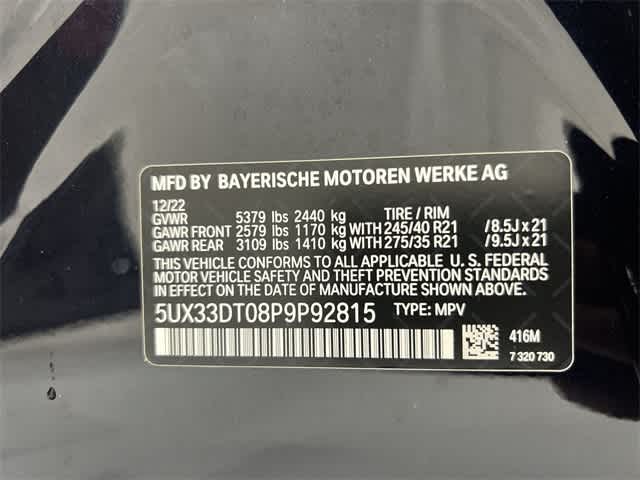 MFD BY BAYERISCHE MOTOREN WERKE AG
12/22
GVWR 5379 lbs 2440 kg TIRE / RIM
GAWR FRONT 2579 lbs 1170 kg WITH 245/40 R21 /8.5J x 21
GAWR REAR 3109 lbs 1410 kg WITH 275/35 R21 /9.5J x 21
THIS VEHICLE CONFORMS TO ALL APPLICABLE U. S. FEDERAL
MOTOR VEHICLE SAFETY AND THEFT PREVENTION STANDARDS
IN EFFECT ON THE DATE OF MANUFACTURE SHOWN ABOVE.
5UX33DT08P9P92815 TYPE: MPV
416M
7 320 730